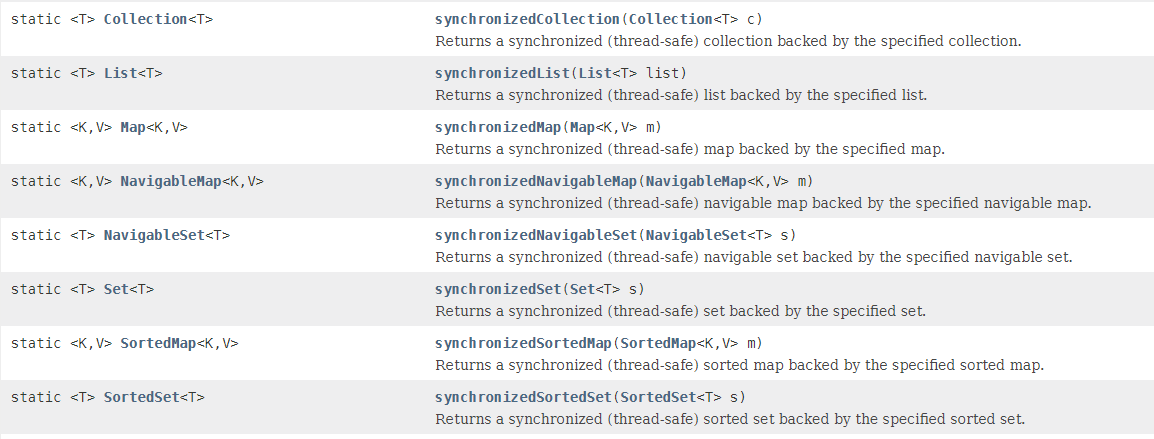 static <T> Collection<T> synchronizedCollection(Collection<T> c)
Returns a synchronized (thread-safe) collection backed by the specified collection.
static <T> List<T> synchronizedList(List<T> list)
Returns a synchronized (thread-safe) list backed by the specified list.
static <K,V> Map<K,V> synchronizedMap(Map<K,V> m)
Returns a synchronized (thread-safe) map backed by the specified map.
static <K,V> NavigableMap<K,V> synchronizedNavigableMap(NavigableMap<K,V> m)
Returns a synchronized (thread-safe) navigable map backed by the specified navigable map.
static <T> NavigableSet<T> synchronizedNavigableSet(NavigableSet<T> s)
Returns a synchronized (thread-safe) navigable set backed by the specified navigable set.
static <T> Set<T> synchronizedSet(Set<T> s)
Returns a synchronized (thread-safe) set backed by the specified set.
static <K,V> SortedMap<K,V> synchronizedSortedMap(SortedMap<K,V> m)
Returns a synchronized (thread-safe) sorted map backed by the specified sorted map.
static <T> SortedSet<T> synchronizedSortedSet(SortedSet<T> s)
Returns a synchronized (thread-safe) sorted set backed by the specified sorted set.